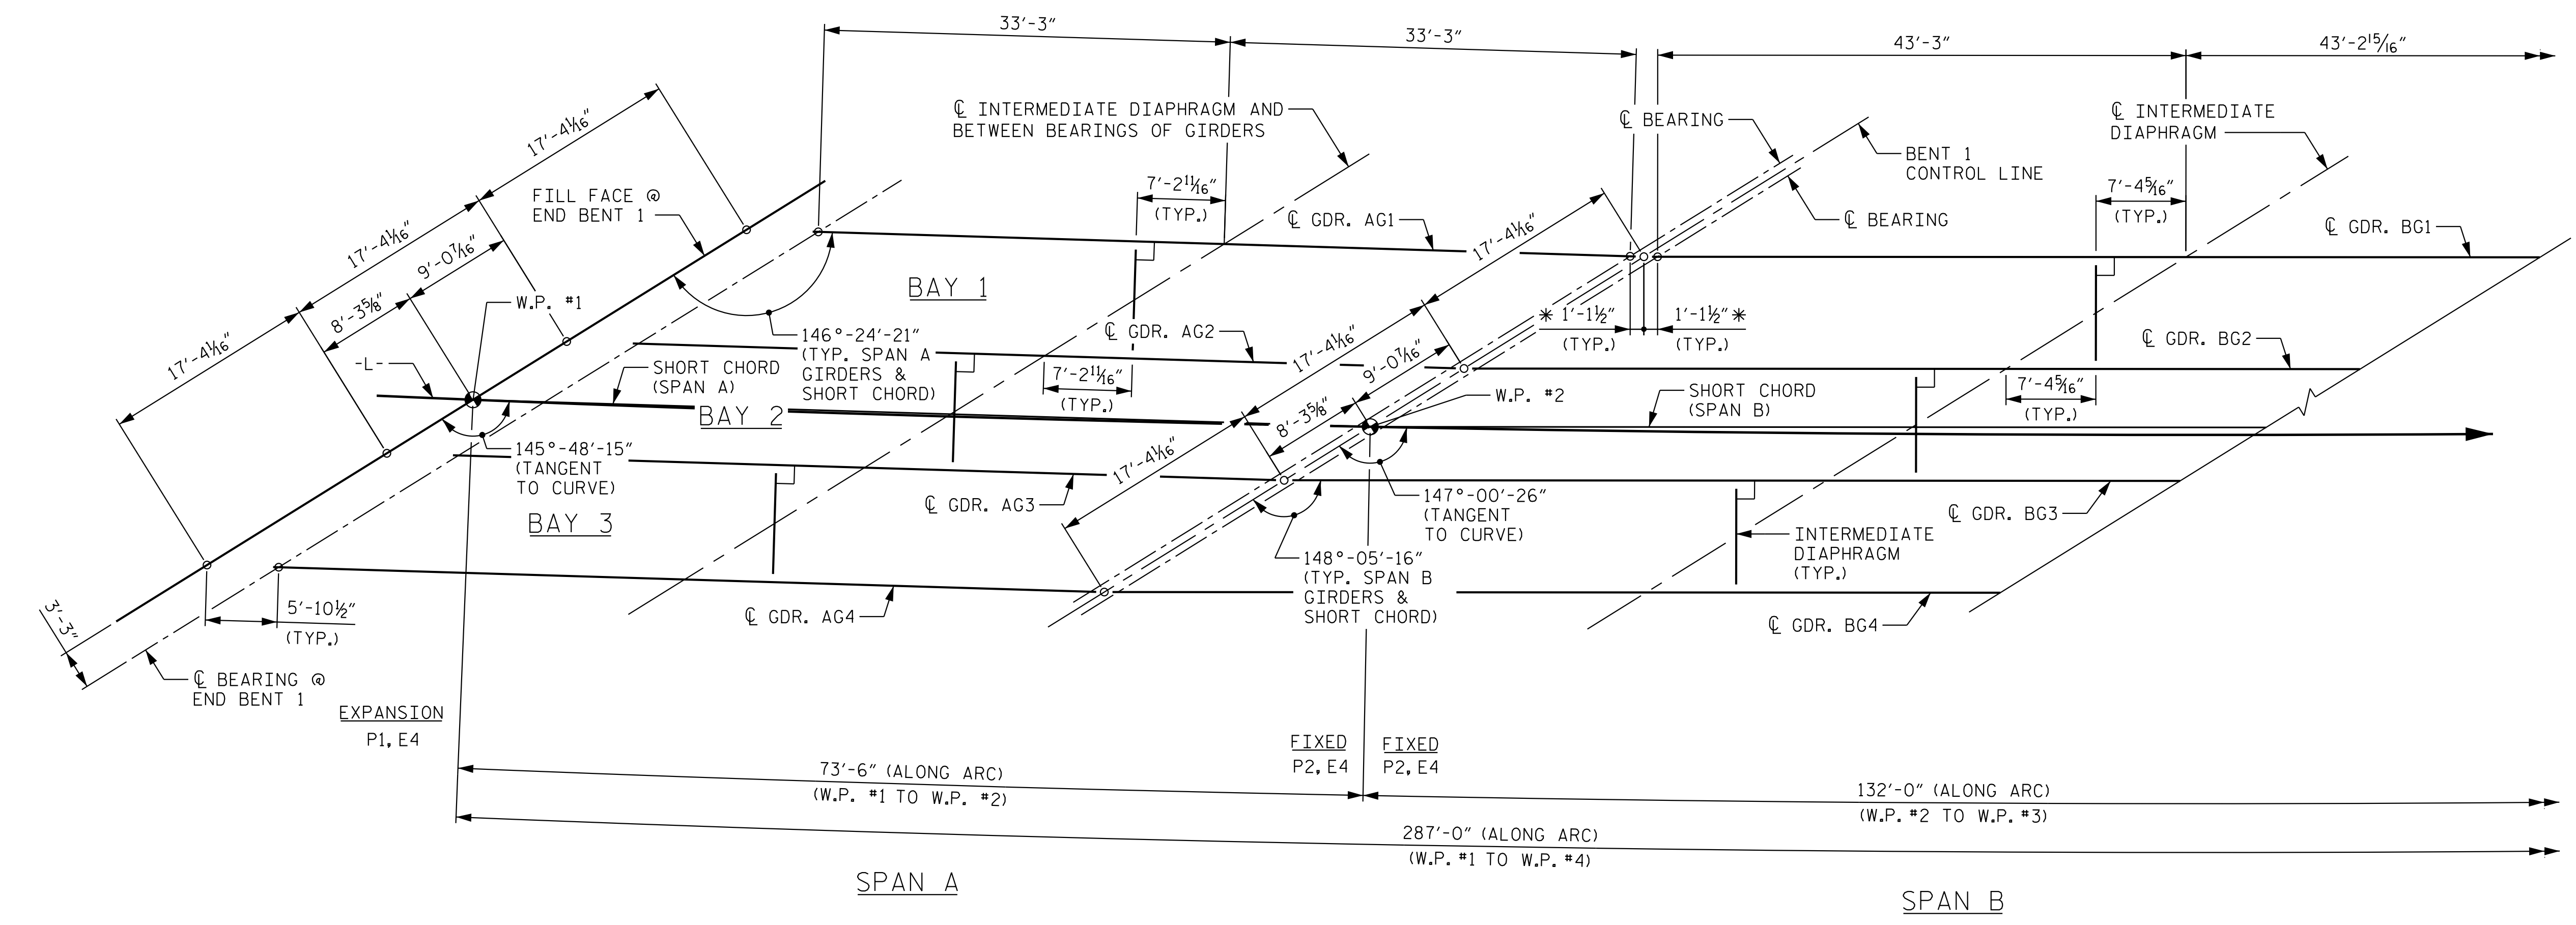 33'-3"
33'-3"
43'-3"
43'-2 15/16"
17'-4 1/16"
17'-4 1/16"
17'-4 1/16"
9'-0 7/16"
8'-3 5/8"
℄ INTERMEDIATE DIAPHRAGM AND
BETWEEN BEARINGS OF GIRDERS
℄ BEARING
BENT 1
CONTROL LINE
℄ INTERMEDIATE
DIAPHRAGM
FILL FACE @
END BENT 1
7'-2 11/16"
(TYP.)
℄ GDR. AG1
℄ BEARING
7'-4 5/16"
(TYP.)
℄ GDR. BG1
17'-4 1/16"
17'-4 1/16"
17'-4 1/16"
9'-0 7/16"
8'-3 5/8"
W.P. #1
BAY 1
✳ 1'-1 1/2"
(TYP.)
1'-1 1/2" ✳
(TYP.)
146°-24'-21"
(TYP. SPAN A
GIRDERS &
SHORT CHORD)
℄ GDR. AG2
℄ GDR. BG2
-L-
SHORT CHORD
(SPAN A)
7'-2 11/16"
(TYP.)
W.P. #2
SHORT CHORD
(SPAN B)
7'-4 5/16"
(TYP.)
BAY 2
145°-48'-15"
(TANGENT
TO CURVE)
℄ GDR. AG3
147°-00'-26"
(TANGENT
TO CURVE)
℄ GDR. BG3
BAY 3
148°-05'-16"
(TYP. SPAN B
GIRDERS &
SHORT CHORD)
INTERMEDIATE
DIAPHRAGM
(TYP.)
3'-3"
5'-10 1/2"
(TYP.)
℄ GDR. AG4
℄ GDR. BG4
℄ BEARING @
END BENT 1
EXPANSION
P1, E4
FIXED
P2, E4
FIXED
P2, E4
73'-6" (ALONG ARC)
(W.P. #1 TO W.P. #2)
132'-0" (ALONG ARC)
(W.P. #2 TO W.P. #3)
287'-0" (ALONG ARC)
(W.P. #1 TO W.P. #4)
SPAN A
SPAN B